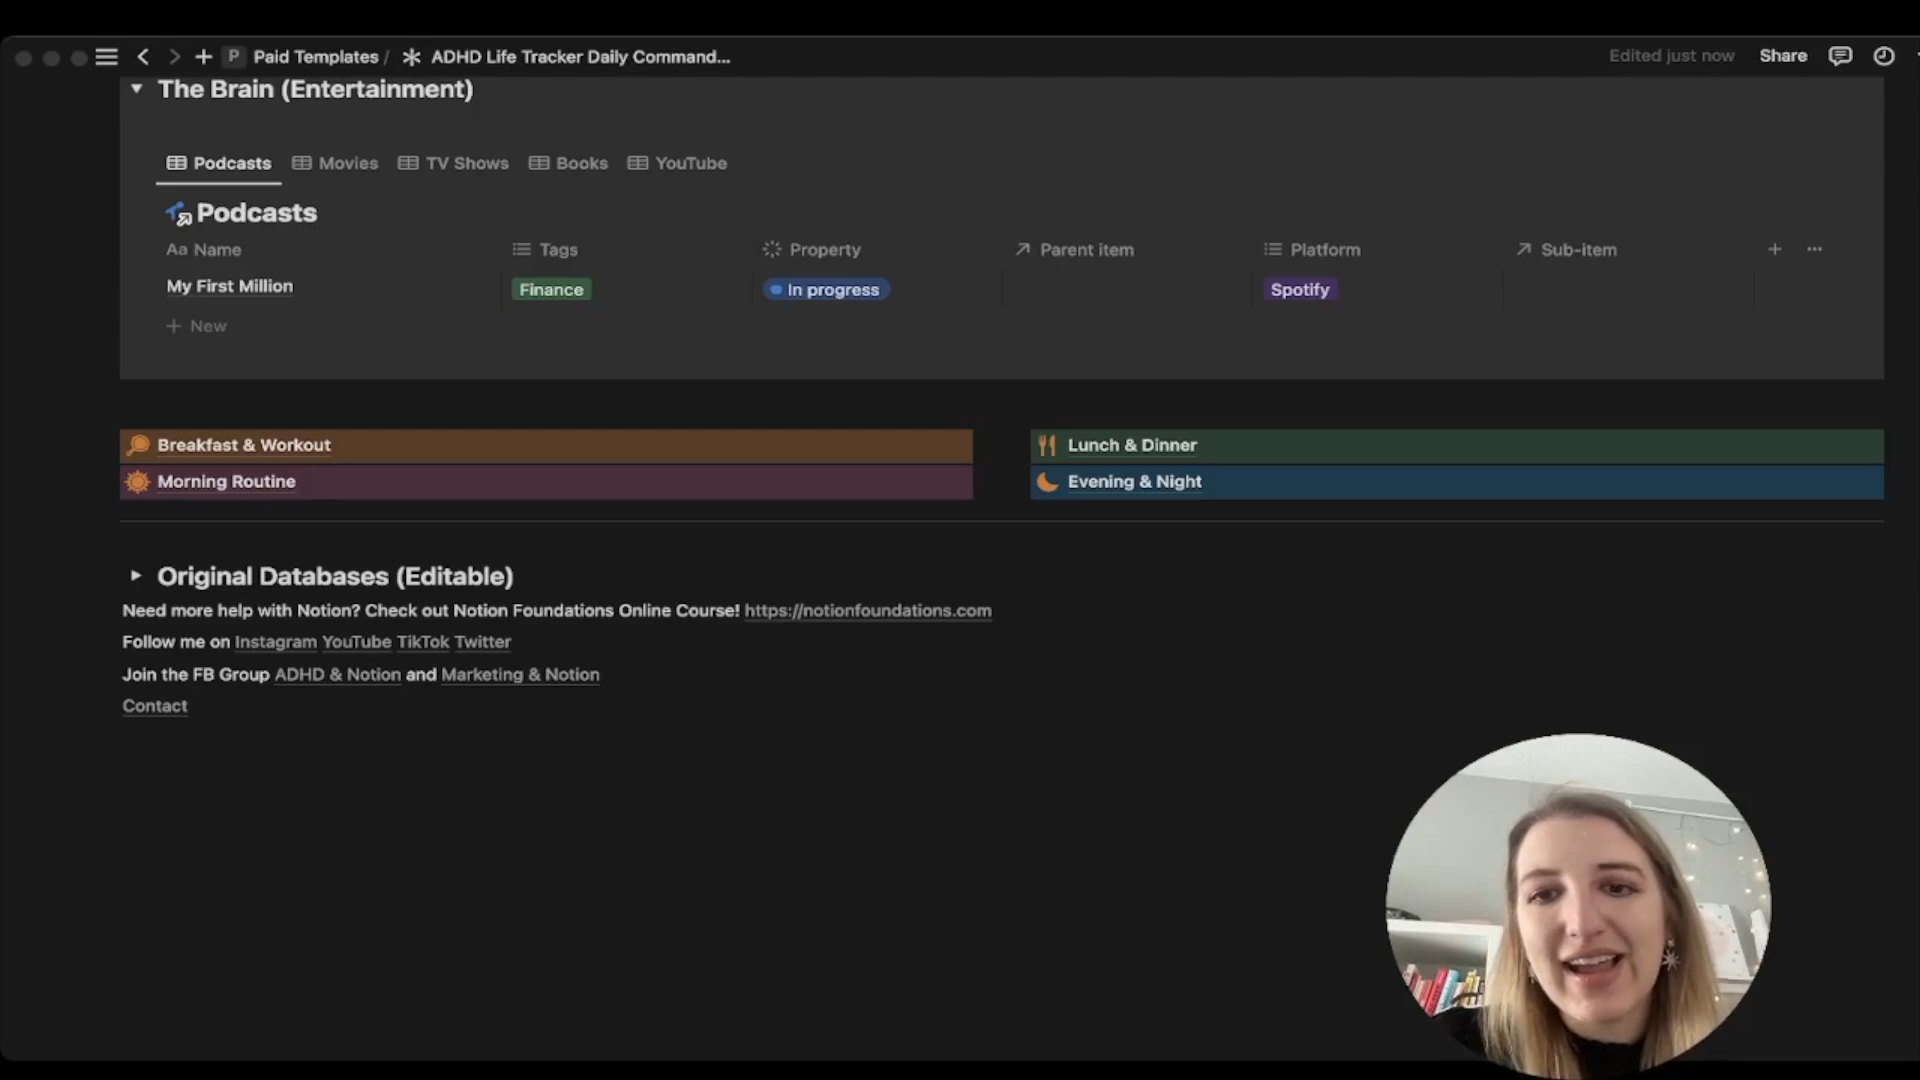 P Paid Templates / ADHD Life Tracker Daily Command... Edited just now Share
The Brain (Entertainment)
Podcasts Movies TV Shows Books YouTube
Podcasts
Aa Name Tags Property Parent item Platform Sub-item + ...
My First Million Finance In progress Spotify
+ New
Breakfast & Workout Lunch & Dinner
Morning Routine Evening & Night
Original Databases (Editable)
Need more help with Notion? Check out Notion Foundations Online Course! https://notionfoundations.com
Follow me on Instagram YouTube TikTok Twitter
Join the FB Group ADHD & Notion and Marketing & Notion
Contact